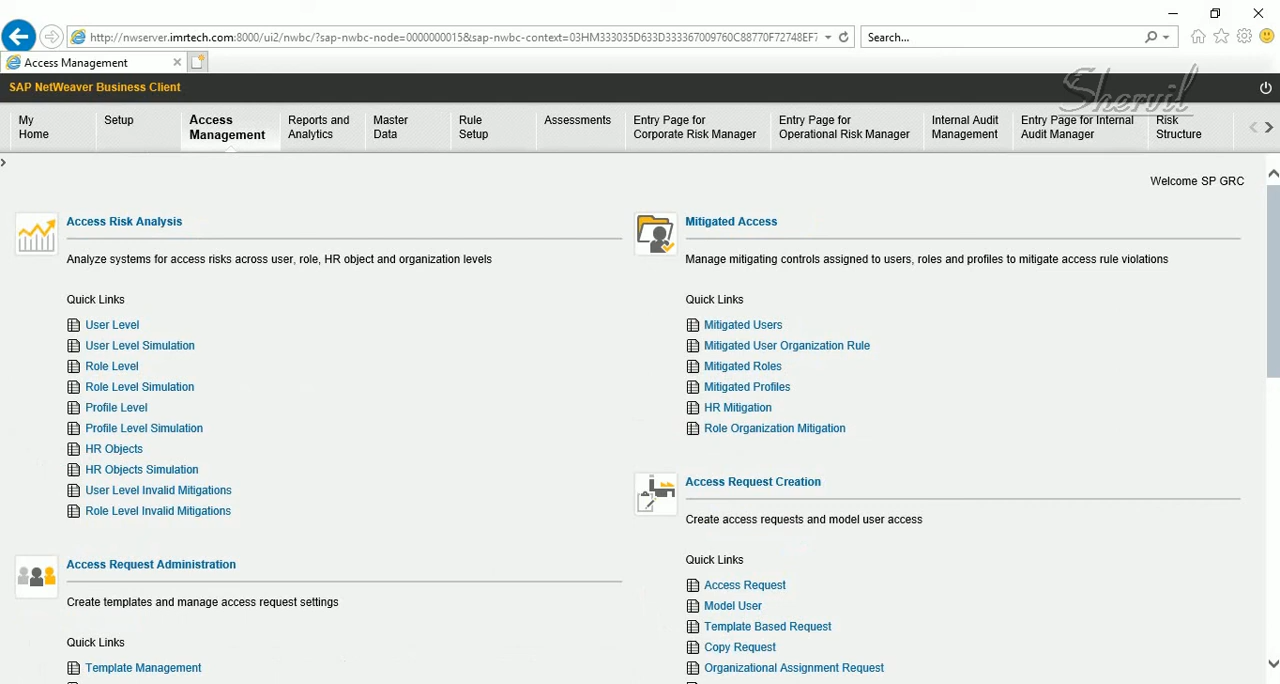 http://nwserver.imrtech.com:8000/ui2/nwbc/?sap-nwbc-node=0000000015&sap-nwbc-context=03HM333035D633D333367009760C88770F72748EF7
Search...
Access Management
SAP NetWeaver Business Client
Shervil
My Home
Setup
Access Management
Reports and Analytics
Master Data
Rule Setup
Assessments
Entry Page for Corporate Risk Manager
Entry Page for Operational Risk Manager
Internal Audit Management
Entry Page for Internal Audit Manager
Risk Structure
Welcome SP GRC
Access Risk Analysis
Analyze systems for access risks across user, role, HR object and organization levels
Quick Links
User Level
User Level Simulation
Role Level
Role Level Simulation
Profile Level
Profile Level Simulation
HR Objects
HR Objects Simulation
User Level Invalid Mitigations
Role Level Invalid Mitigations
Access Request Administration
Create templates and manage access request settings
Quick Links
Template Management
Mitigated Access
Manage mitigating controls assigned to users, roles and profiles to mitigate access rule violations
Quick Links
Mitigated Users
Mitigated User Organization Rule
Mitigated Roles
Mitigated Profiles
HR Mitigation
Role Organization Mitigation
Access Request Creation
Create access requests and model user access
Quick Links
Access Request
Model User
Template Based Request
Copy Request
Organizational Assignment Request